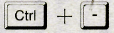 Ctrl + -